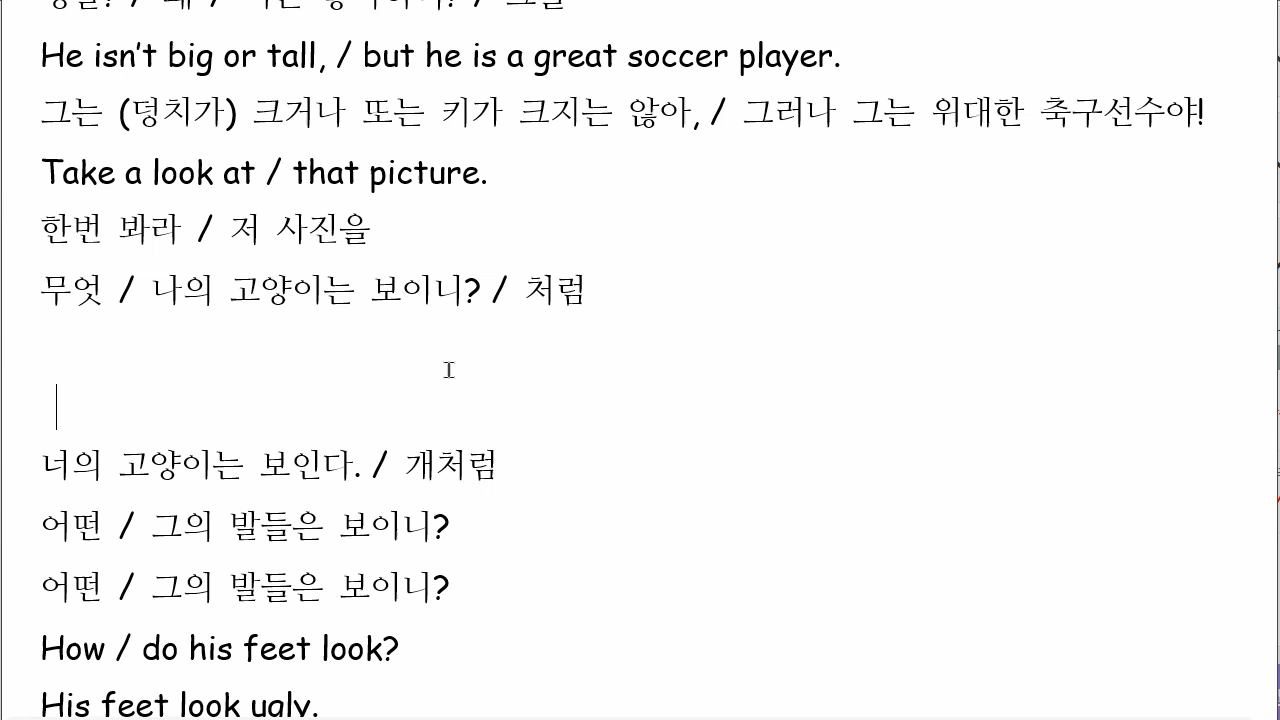 He isn't big or tall, / but he is a great soccer player.
그는 (덩치가) 크거나 또는 키가 크지는 않아, / 그러나 그는 위대한 축구선수야!
Take a look at / that picture.
한번 봐라 / 저 사진을
무엇 / 나의 고양이는 보이니? / 처럼
너의 고양이는 보인다. / 개처럼
어떤 / 그의 발들은 보이니?
어떤 / 그의 발들은 보이니?
How / do his feet look?
His feet look ugly.